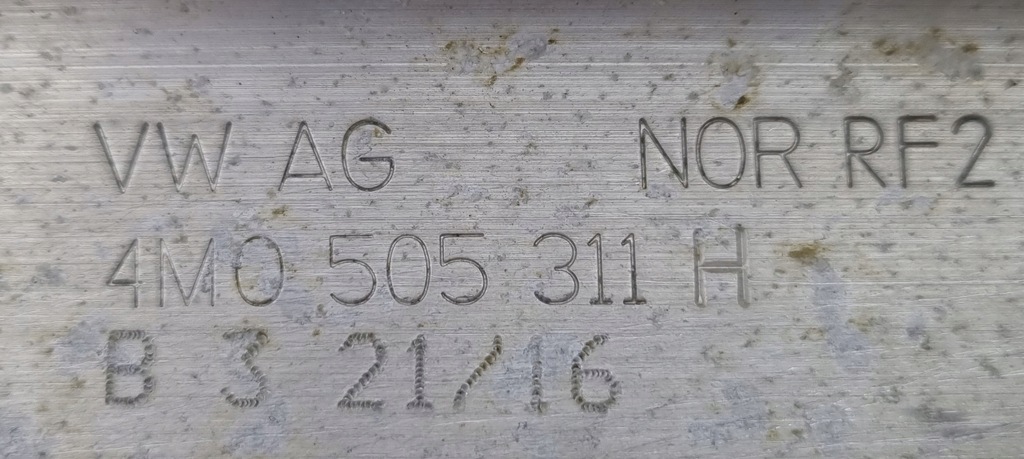 VW AG NOR RF2
4M0 505 311 H
B 3 21/16